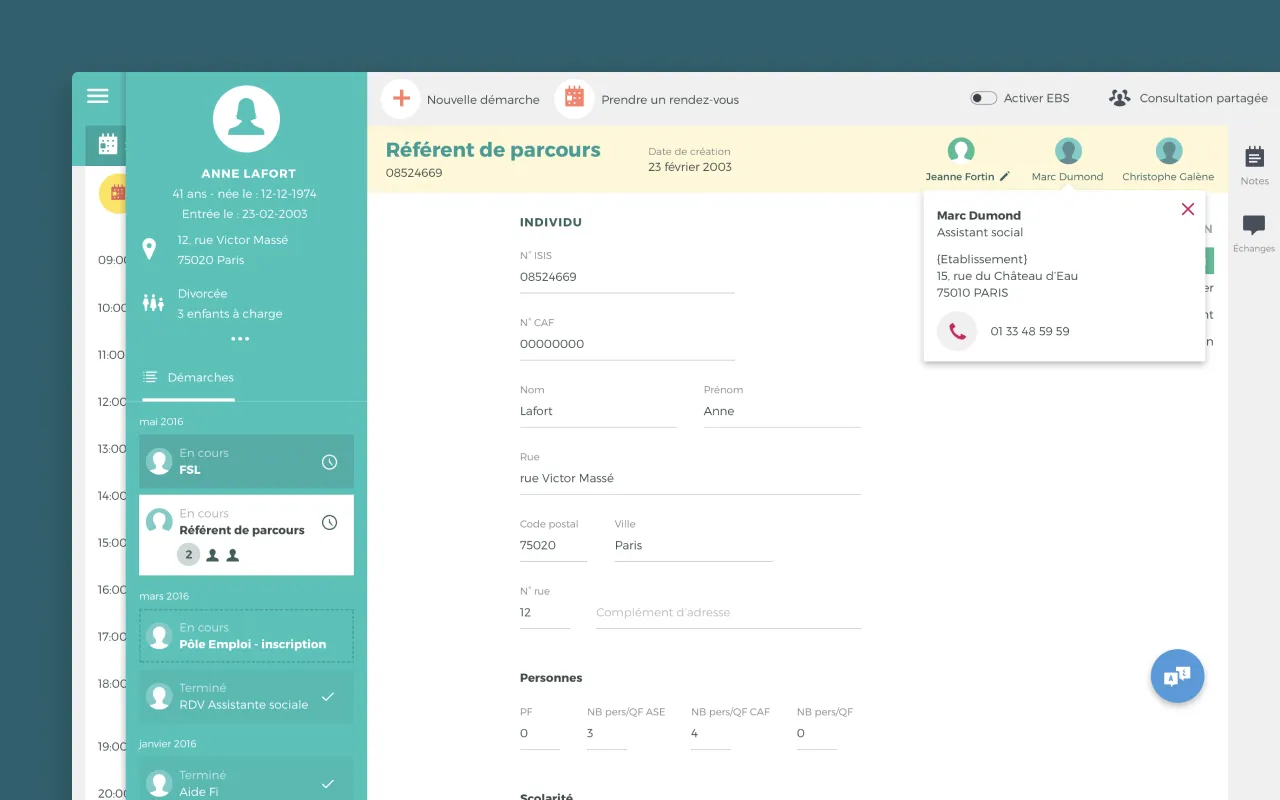 Nouvelle démarche
Prendre un rendez-vous
Activer EBS
Consultation partagée
ANNE LAFORT
41 ans - née le : 12-12-1974
Entrée le : 23-02-2003
12, rue Victor Massé
75020 Paris
Divorcée
3 enfants à charge
Démarches
mai 2016
En cours
FSL
En cours
Référent de parcours
2
mars 2016
En cours
Pôle Emploi - inscription
Terminé
RDV Assistante sociale
janvier 2016
Terminé
Aide Fi
09:00
10:00
11:00
12:00
13:00
14:00
15:00
16:00
17:00
18:00
19:00
20:00
Référent de parcours
08524669
Date de création
23 février 2003
Jeanne Fortin
Marc Dumond
Christophe Galène
Notes
Échanges
Marc Dumond
Assistant social
{Etablissement}
15, rue du Château d'Eau
75010 PARIS
01 33 48 59 59
N
er
nt
n
INDIVIDU
N° ISIS
08524669
N° CAF
00000000
Nom
Prénom
Lafort
Anne
Rue
rue Victor Massé
Code postal
Ville
75020
Paris
N° rue
12
Complément d'adresse
Personnes
PF
NB pers/QF ASE
NB pers/QF CAF
NB pers/QF
0
3
4
0
Scolarité